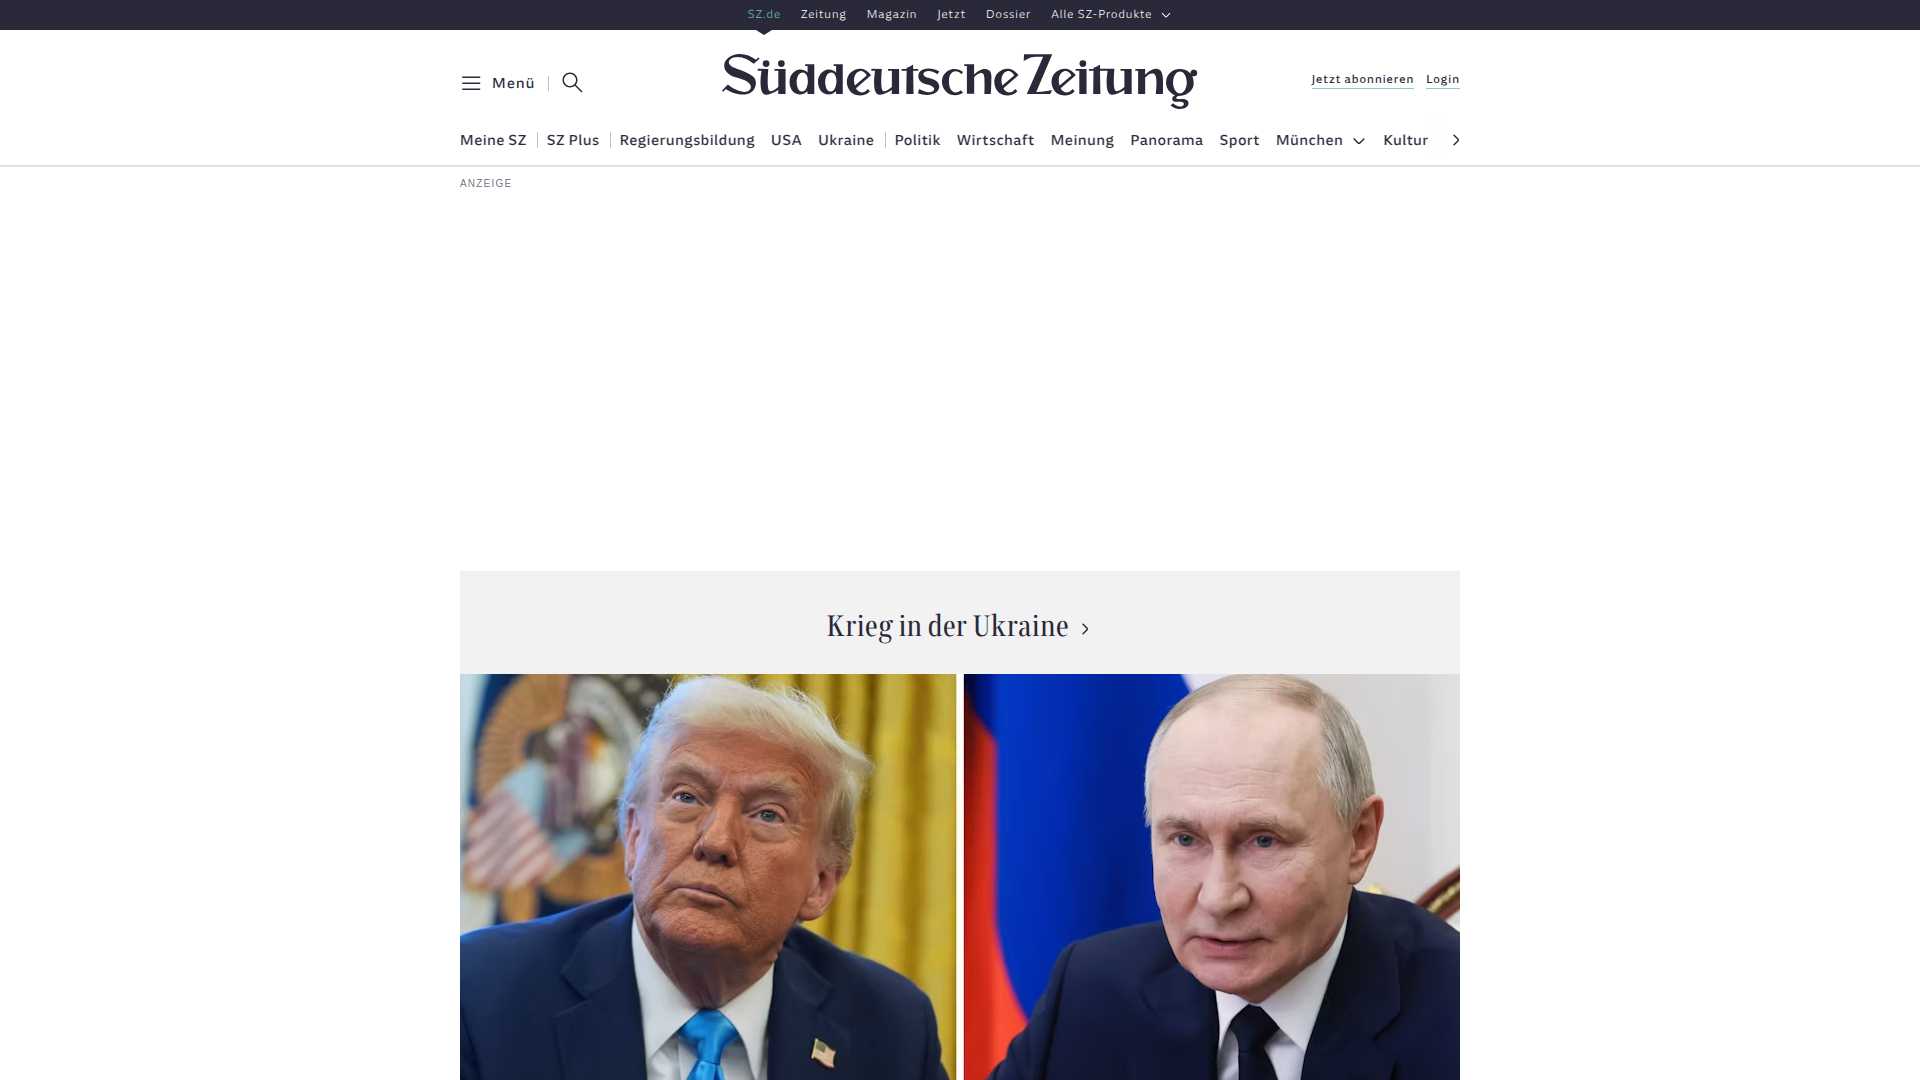 SZ.de Zeitung Magazin Jetzt Dossier Alle SZ-Produkte
Menü
Süddeutsche Zeitung
Jetzt abonnieren Login
Meine SZ SZ Plus Regierungsbildung USA Ukraine Politik Wirtschaft Meinung Panorama Sport München Kultur
ANZEIGE
Krieg in der Ukraine